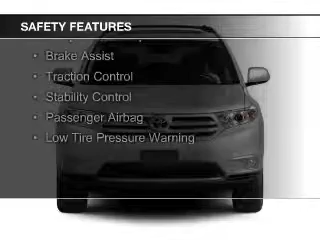 SAFETY FEATURES
• Brake Assist
• Traction Control
• Stability Control
• Passenger Airbag
• Low Tire Pressure Warning